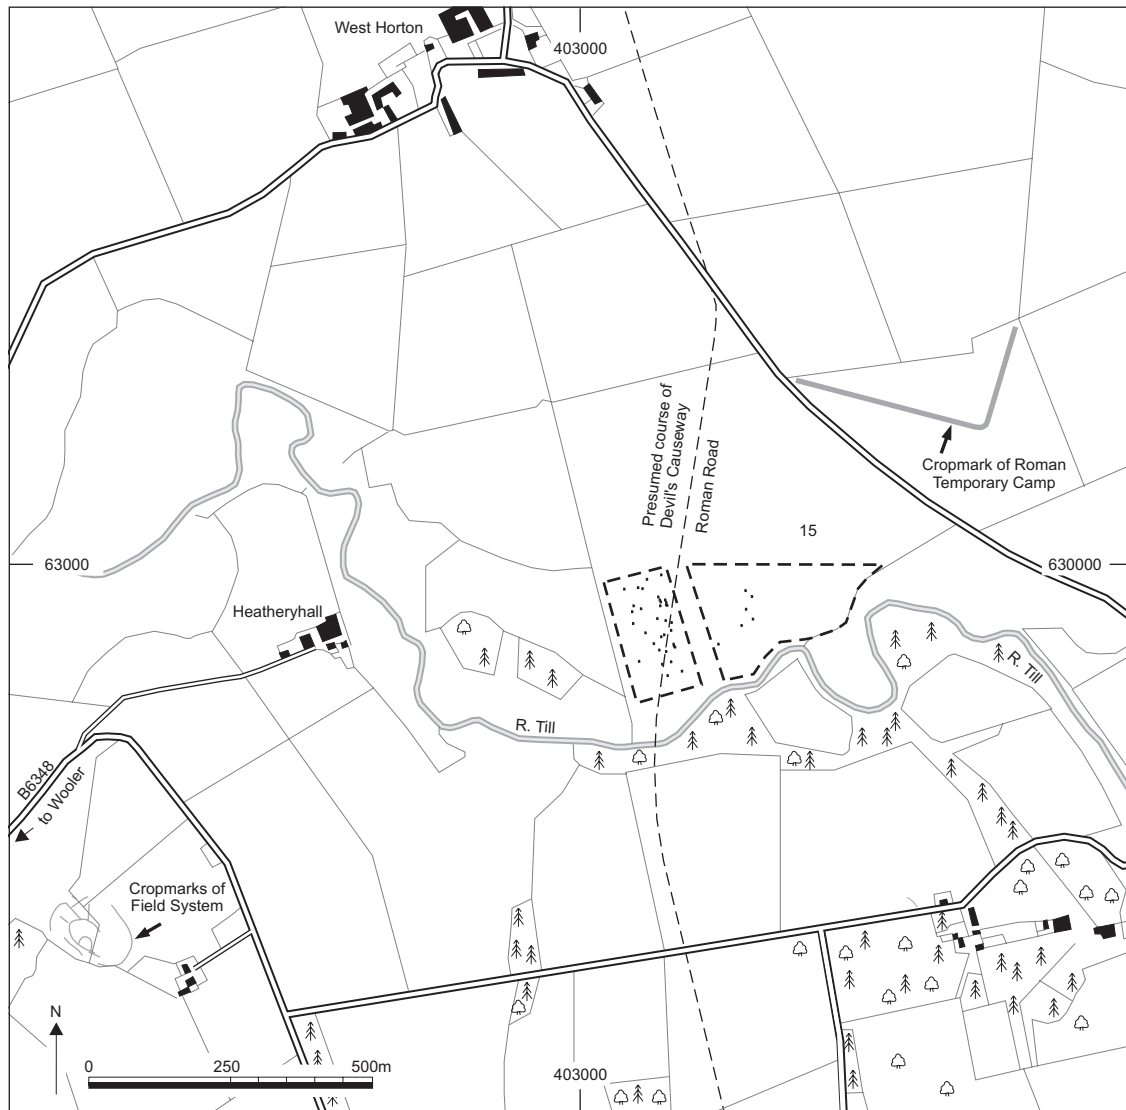 West Horton
403000
Presumed course of
Devil's Causeway
Roman Road
Cropmark of Roman
Temporary Camp
15
63000
630000
Heatheryhall
R. Till
R. Till
B6348
to Wooler
Cropmarks of
Field System
N
0 250 500m
403000